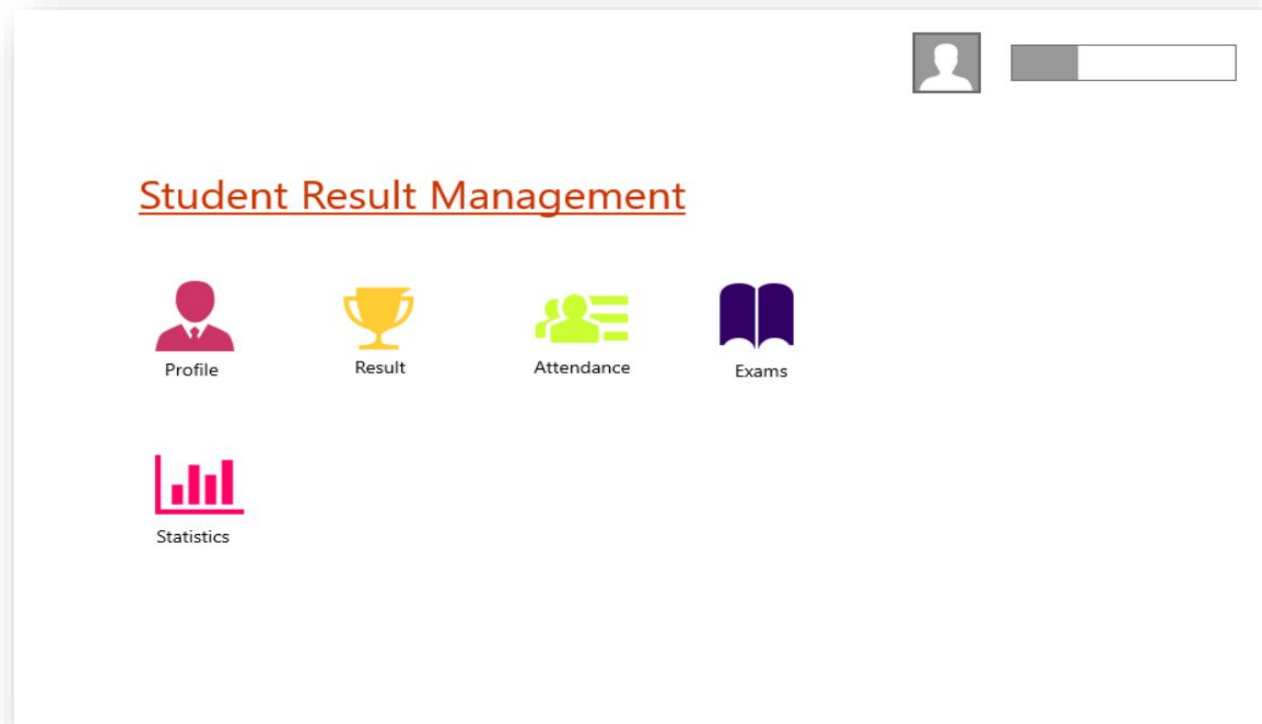 Student Result Management
Profile
Result
Attendance
Exams
Statistics